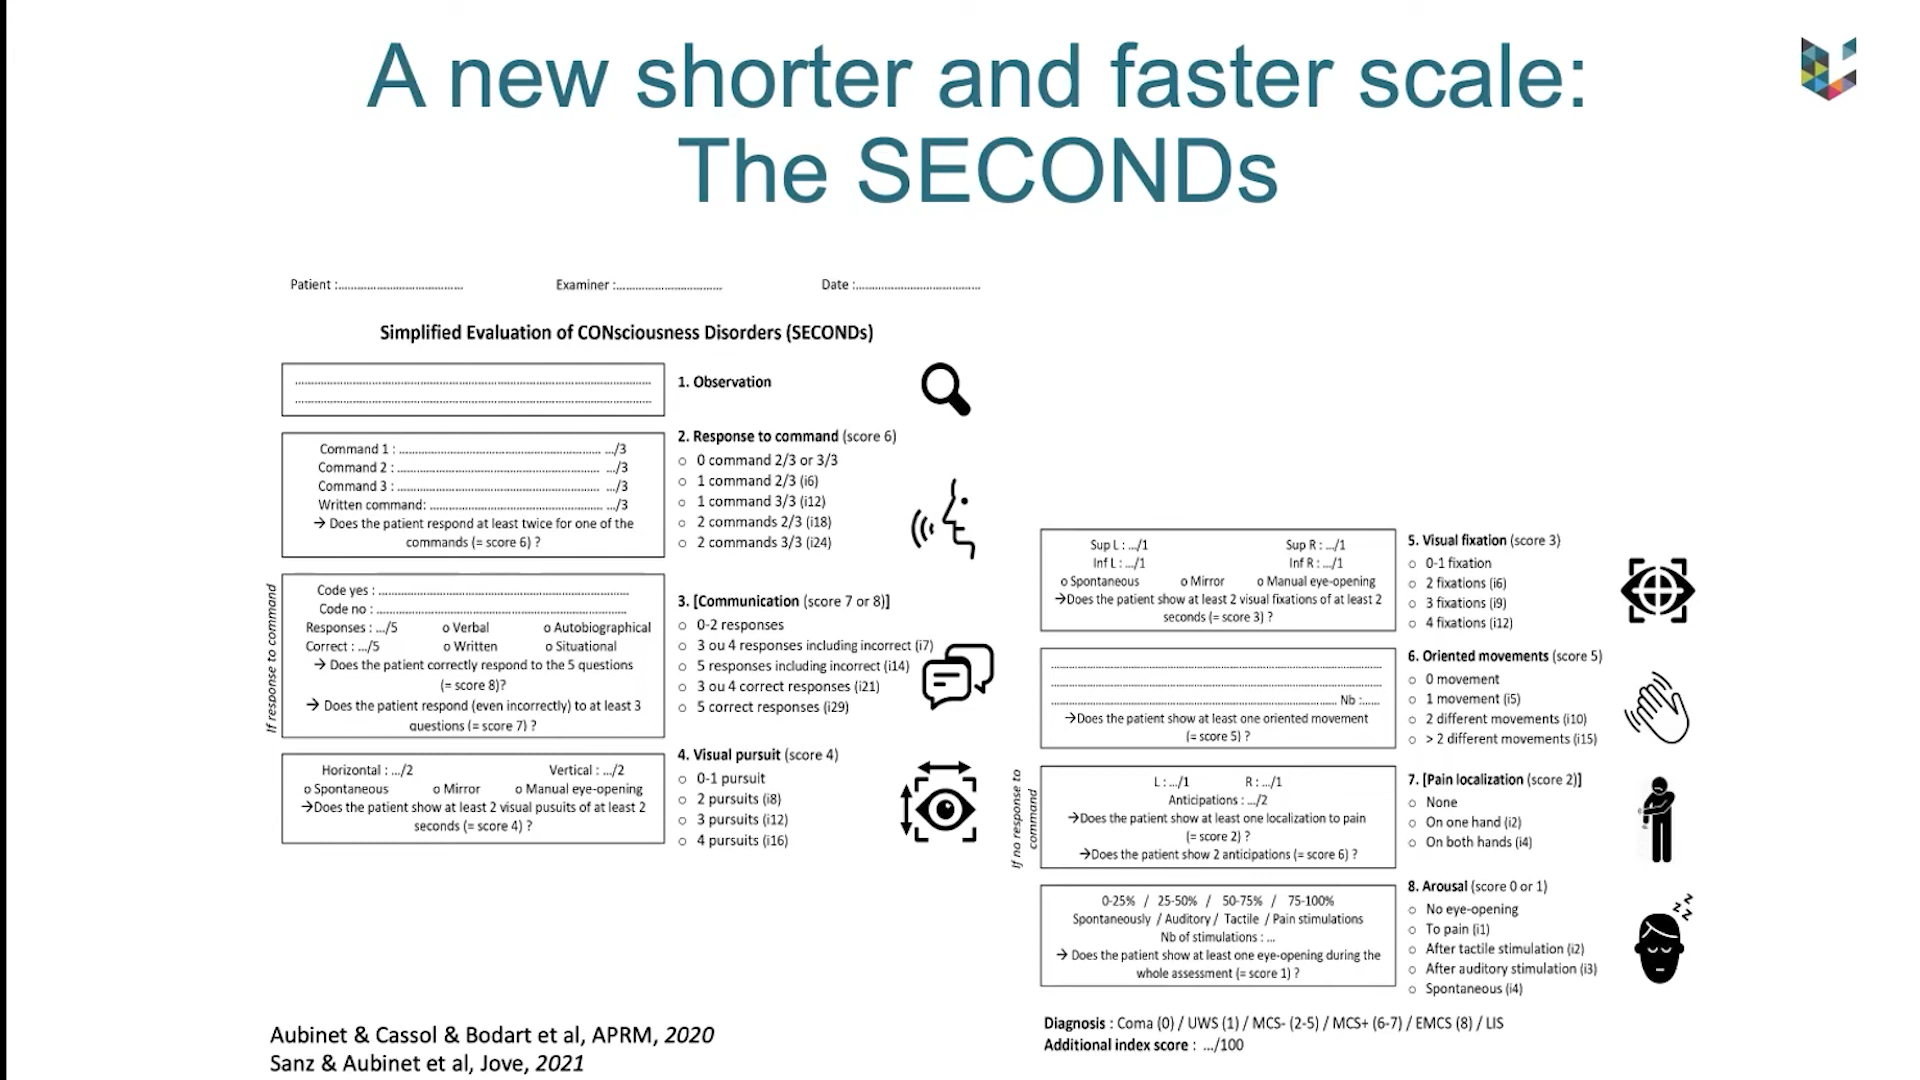 A new shorter and faster scale:
The SECONDs
Patient :....................................
Examiner :................................
Date :....................................
Simplified Evaluation of CONsciousness Disorders (SECONDs)
1. Observation
Command 1 : .......................................................... .../3
Command 2 : .......................................................... .../3
Command 3 : .......................................................... .../3
Written command: .................................................. .../3
→ Does the patient respond at least twice for one of the
commands (= score 6) ?
2. Response to command (score 6)
o 0 command 2/3 or 3/3
o 1 command 2/3 (i6)
o 1 command 3/3 (i12)
o 2 commands 2/3 (i18)
o 2 commands 3/3 (i24)
If response to command
Code yes : ........................................................................
Code no : ........................................................................
Responses : .../5 o Verbal o Autobiographical
Correct : .../5 o Written o Situational
→ Does the patient correctly respond to the 5 questions
(= score 8)?
→ Does the patient respond (even incorrectly) to at least 3
questions (= score 7) ?
3. [Communication (score 7 or 8)]
o 0-2 responses
o 3 ou 4 responses including incorrect (i7)
o 5 responses including incorrect (i14)
o 3 ou 4 correct responses (i21)
o 5 correct responses (i29)
Horizontal : .../2 Vertical : .../2
o Spontaneous o Mirror o Manual eye-opening
→Does the patient show at least 2 visual pusuits of at least 2
seconds (= score 4) ?
4. Visual pursuit (score 4)
o 0-1 pursuit
o 2 pursuits (i8)
o 3 pursuits (i12)
o 4 pursuits (i16)
Sup L : .../1 Sup R : .../1
Inf L : .../1 Inf R : .../1
o Spontaneous o Mirror o Manual eye-opening
→Does the patient show at least 2 visual fixations of at least 2
seconds (= score 3) ?
5. Visual fixation (score 3)
o 0-1 fixation
o 2 fixations (i6)
o 3 fixations (i9)
o 4 fixations (i12)
Nb :......
→Does the patient show at least one oriented movement
(= score 5) ?
6. Oriented movements (score 5)
o 0 movement
o 1 movement (i5)
o 2 different movements (i10)
o > 2 different movements (i15)
If no response to
command
L : .../1 R : .../1
Anticipations : .../2
→Does the patient show at least one localization to pain
(= score 2) ?
→Does the patient show 2 anticipations (= score 6) ?
7. [Pain localization (score 2)]
o None
o On one hand (i2)
o On both hands (i4)
0-25% / 25-50% / 50-75% / 75-100%
Spontaneously / Auditory / Tactile / Pain stimulations
Nb of stimulations : ...
→ Does the patient show at least one eye-opening during the
whole assessment (= score 1) ?
8. Arousal (score 0 or 1)
o No eye-opening
o To pain (i1)
o After tactile stimulation (i2)
o After auditory stimulation (i3)
o Spontaneous (i4)
z z z z
Diagnosis : Coma (0) / UWS (1) / MCS- (2-5) / MCS+ (6-7) / EMCS (8) / LIS
Additional index score : .../100
Aubinet & Cassol & Bodart et al, APRM, 2020
Sanz & Aubinet et al, Jove, 2021